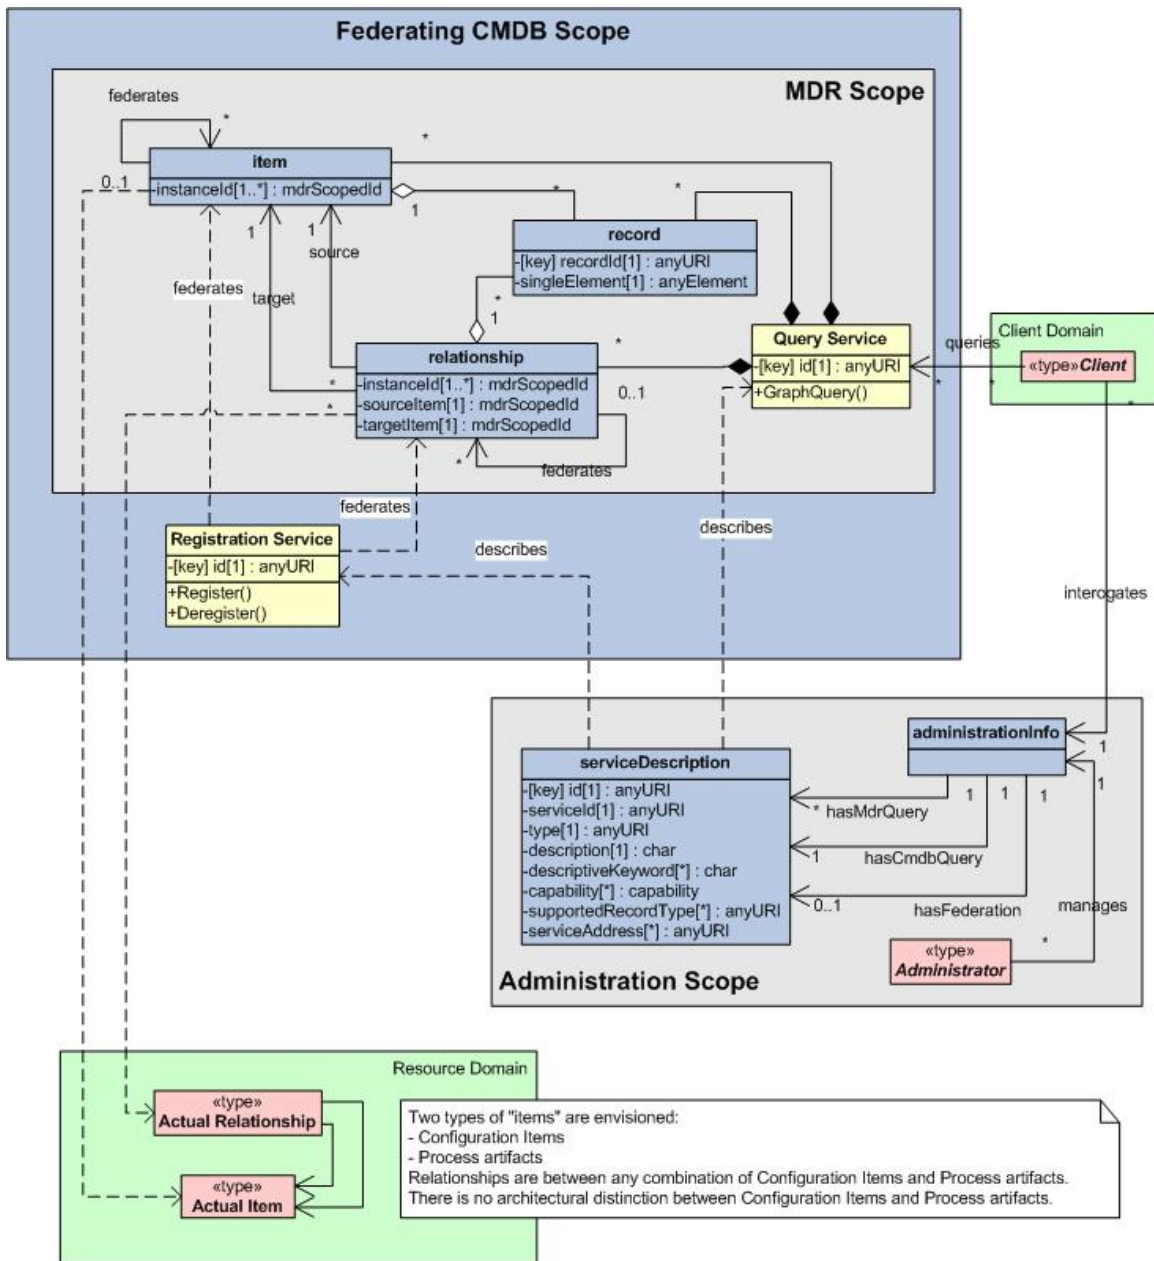 Federating CMDB Scope
MDR Scope
federates
*
*
item
0..1
-instanceId[1..*] : mdrScopedId
1
*
*
1
1
source
record
-[key] recordId[1] : anyURI
-singleElement[1] : anyElement
federates
target
*
1
relationship
-instanceId[1..*] : mdrScopedId
-sourceItem[1] : mdrScopedId
-targetItem[1] : mdrScopedId
*
*
*
0..1
*
federates
Query Service
-[key] id[1] : anyURI
+GraphQuery()
Client Domain
queries
«type»Client
*
*
*
federates
describes
describes
Registration Service
-[key] id[1] : anyURI
+Register()
+Deregister()
interogates
administrationInfo
1
1
1
1
1
serviceDescription
-[key] id[1] : anyURI
-serviceId[1] : anyURI
-type[1] : anyURI
-description[1] : char
-descriptiveKeyword[*] : char
-capability[*] : capability
-supportedRecordType[*] : anyURI
-serviceAddress[*] : anyURI
* hasMdrQuery
1
hasCmdbQuery
0..1
hasFederation
manages
*
«type»
Administrator
Administration Scope
Resource Domain
«type»
Actual Relationship
«type»
Actual Item
Two types of "items" are envisioned:
- Configuration Items
- Process artifacts
Relationships are between any combination of Configuration Items and Process artifacts.
There is no architectural distinction between Configuration Items and Process artifacts.